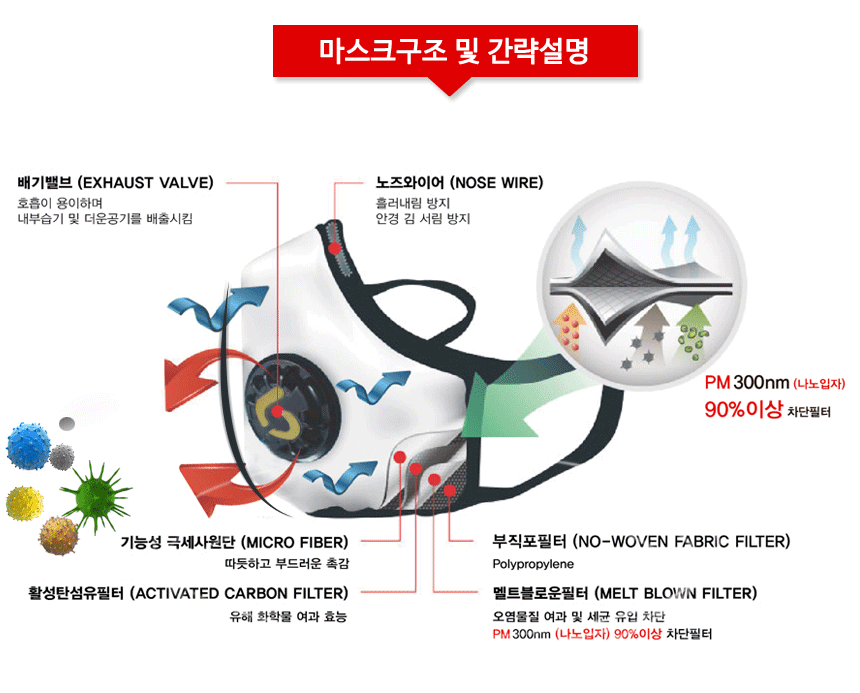 마스크구조 및 간략설명
배기밸브 (EXHAUST VALVE)
호흡이 용이하며
내부습기 및 더운공기를 배출시킴
노즈와이어 (NOSE WIRE)
흘러내림 방지
안경 김 서림 방지
PM 300nm (나노입자)
90%이상 차단필터
기능성 극세사원단 (MICRO FIBER)
따듯하고 부드러운 촉감
부직포필터 (NO-WOVEN FABRIC FILTER)
Polypropylene
활성탄섬유필터 (ACTIVATED CARBON FILTER)
유해 화학물 여과 효능
멜트블로운필터 (MELT BLOWN FILTER)
오염물질 여과 및 세균 유입 차단
PM 300nm (나노입자) 90%이상 차단필터